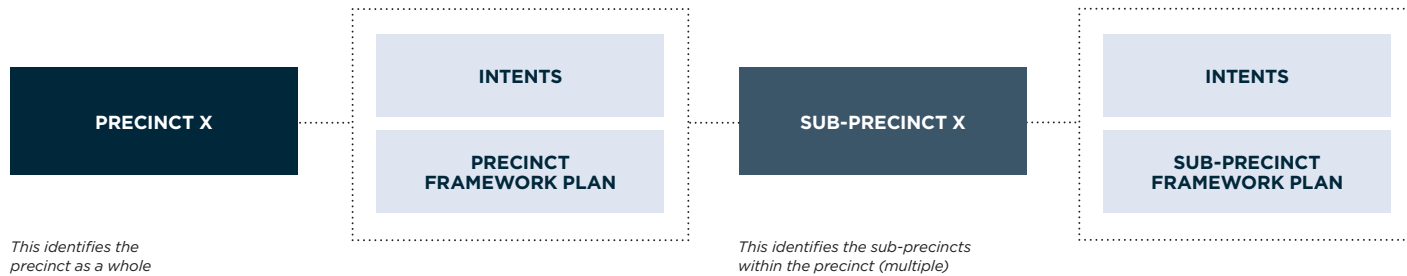 PRECINCT X
INTENTS
PRECINCT
FRAMEWORK PLAN
SUB-PRECINCT X
INTENTS
SUB-PRECINCT
FRAMEWORK PLAN
This identifies the
precinct as a whole
This identifies the sub-precincts
within the precinct (multiple)